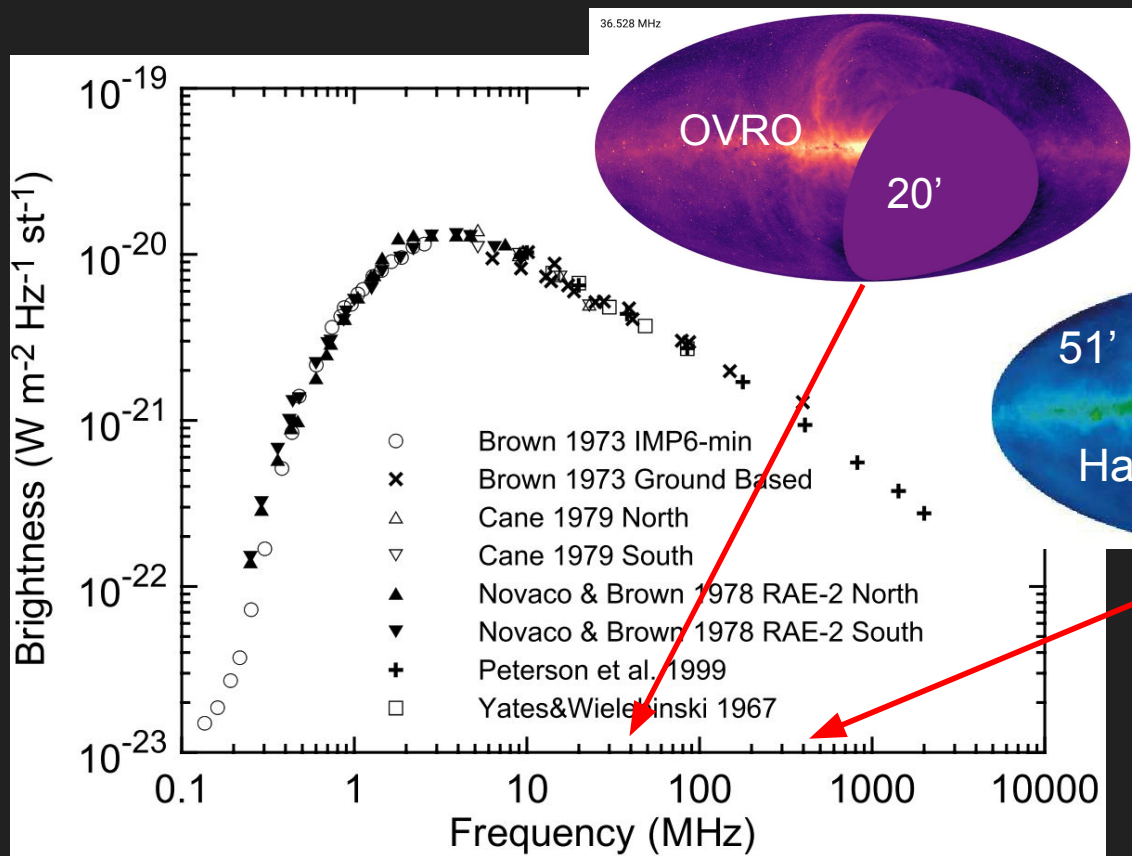 36.528 MHz
OVRO
20’
51’
Ha
Brightness (W m-2 Hz-1 st-1)
10-19
10-20
10-21
10-22
10-23
Brown 1973 IMP6-min
Brown 1973 Ground Based
Cane 1979 North
Cane 1979 South
Novaco & Brown 1978 RAE-2 North
Novaco & Brown 1978 RAE-2 South
Peterson et al. 1999
Yates&Wielebinski 1967
0.1 1 10 100 1000 10000
Frequency (MHz)